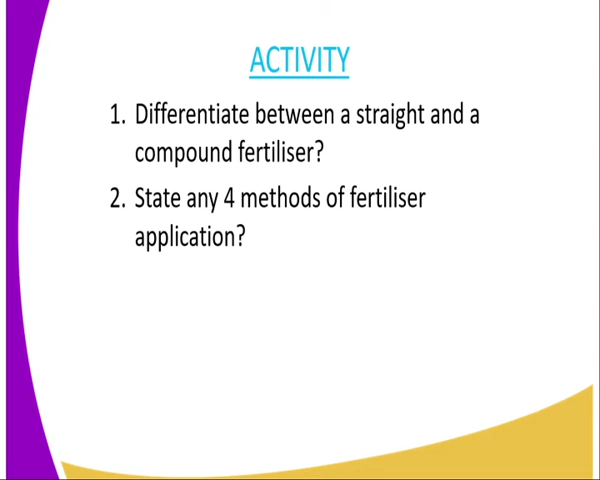 ACTIVITY
1. Differentiate between a straight and a
compound fertiliser?
2. State any 4 methods of fertiliser
application?